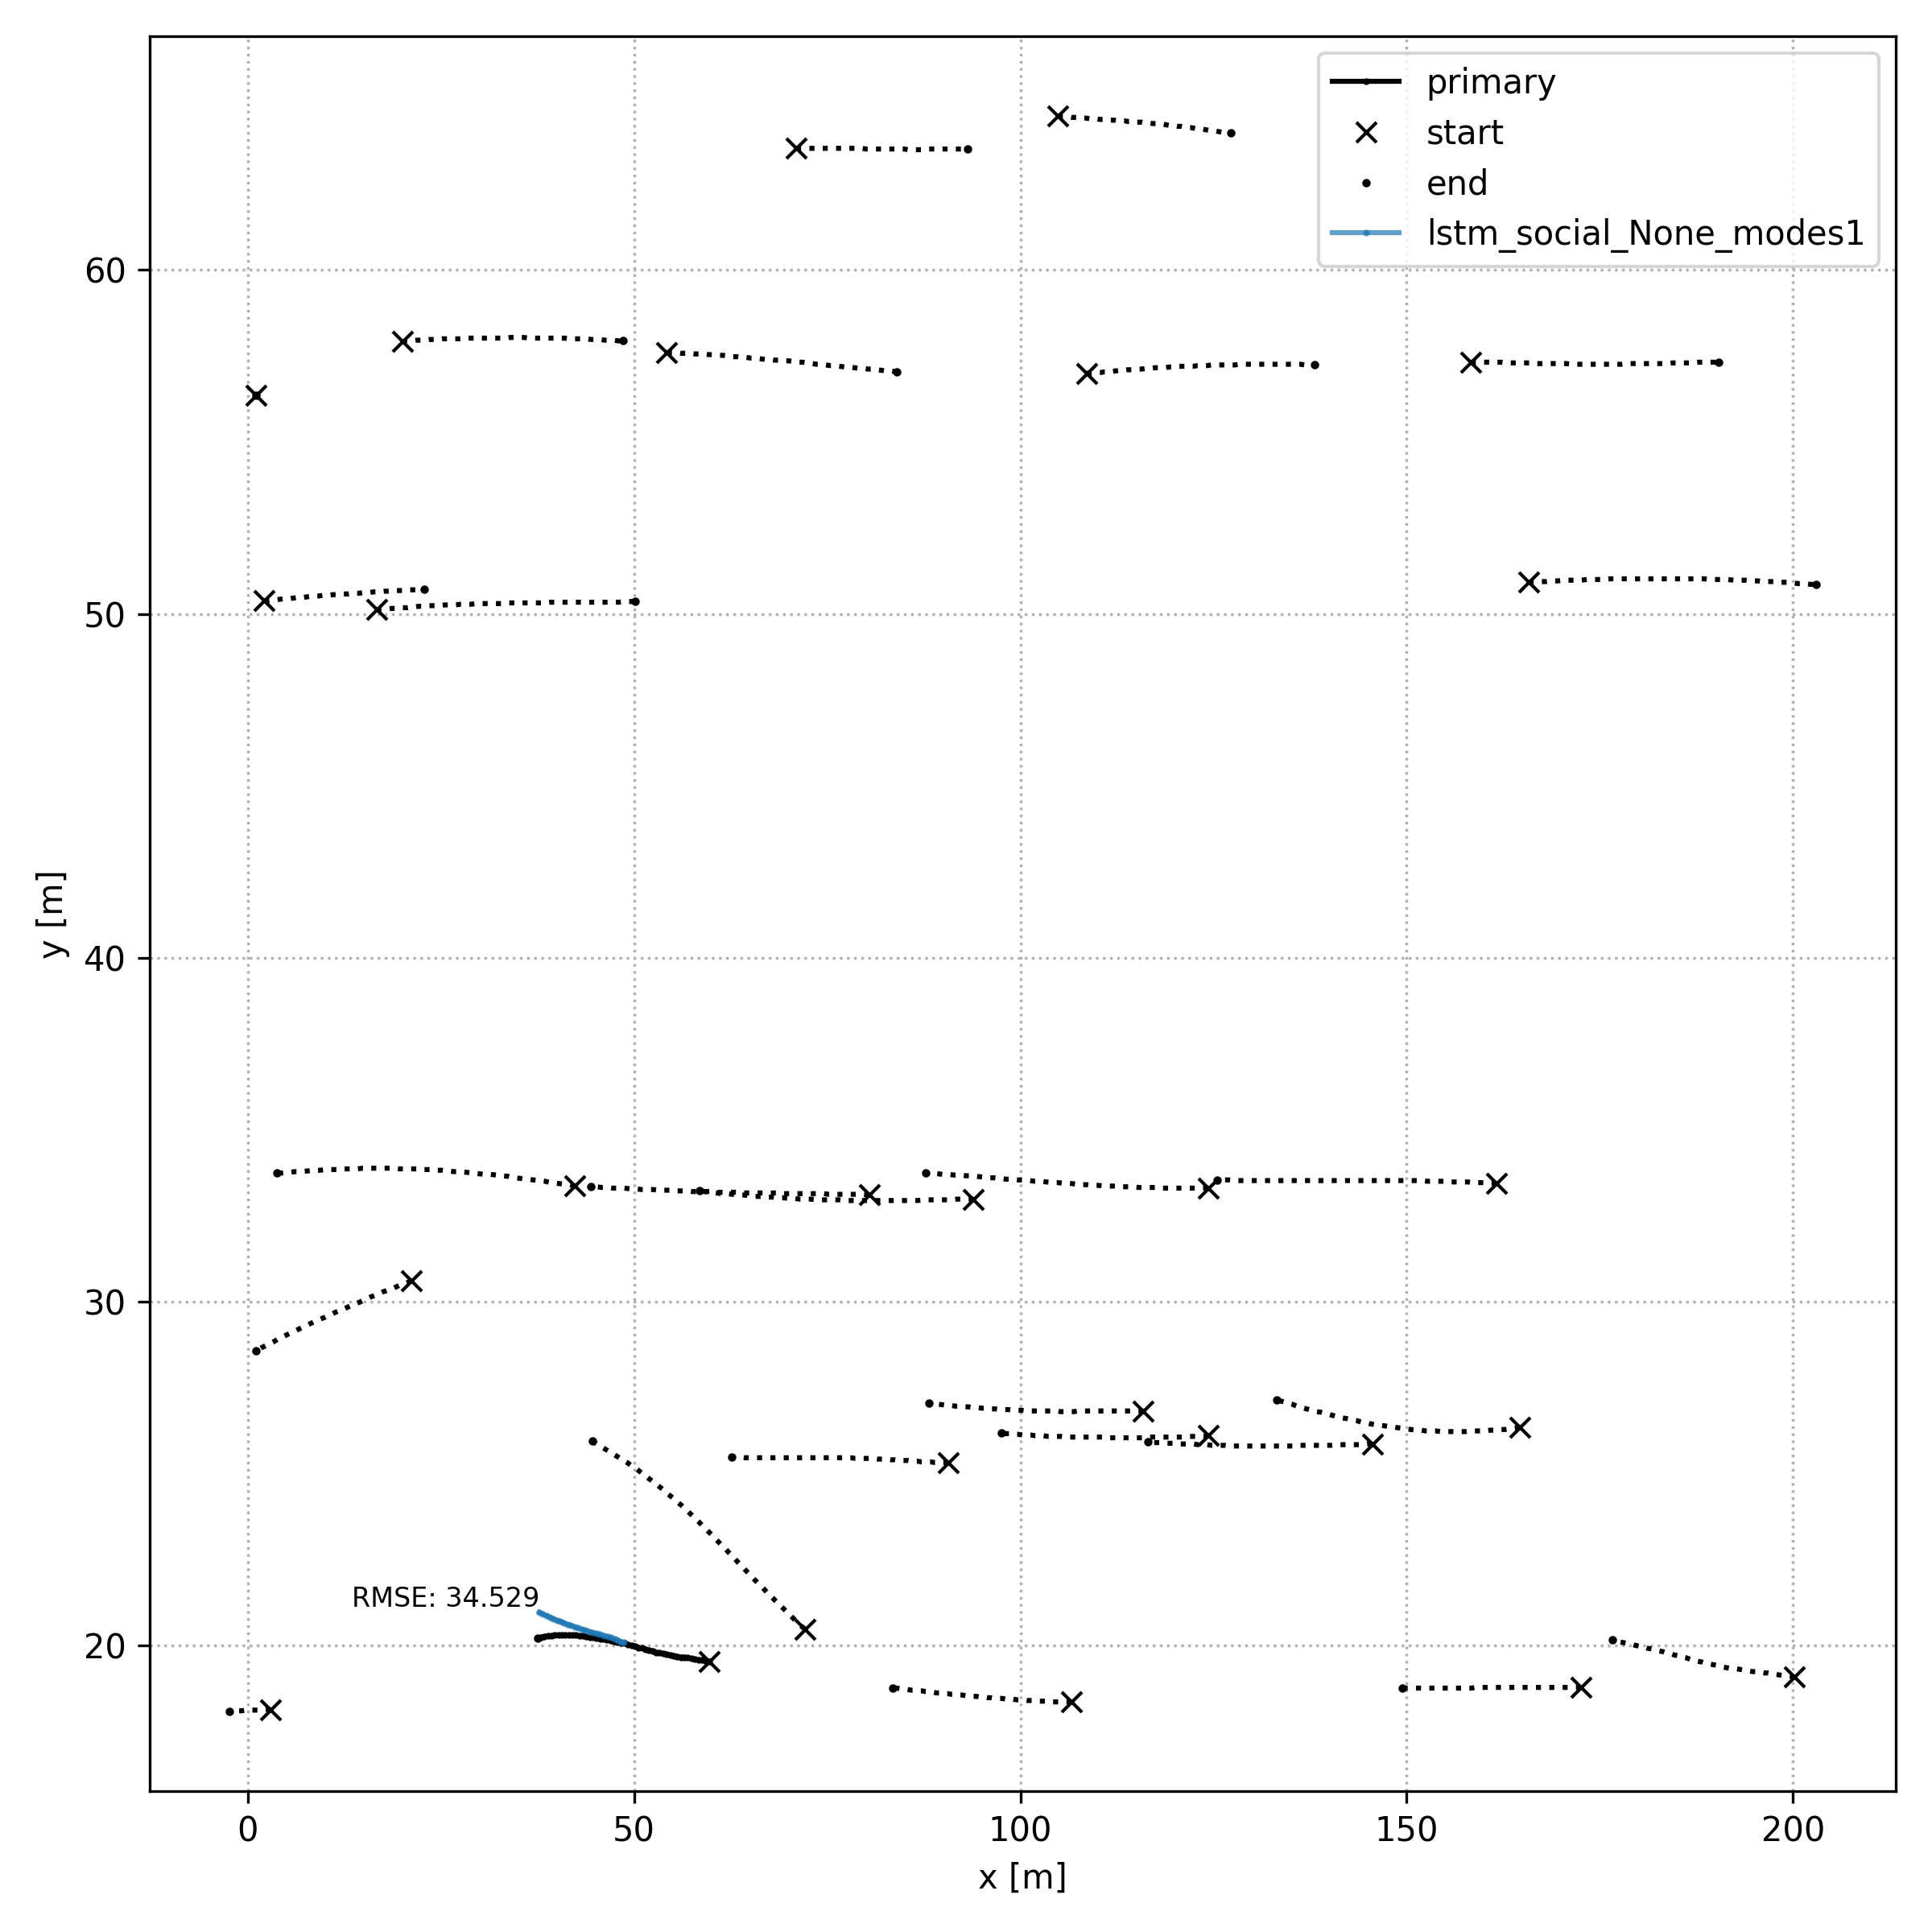 primary
start
end
lstm_social_None_modes1
60
50
40
30
20
y [m]
RMSE: 34.529
0 50 100 150 200
x [m]